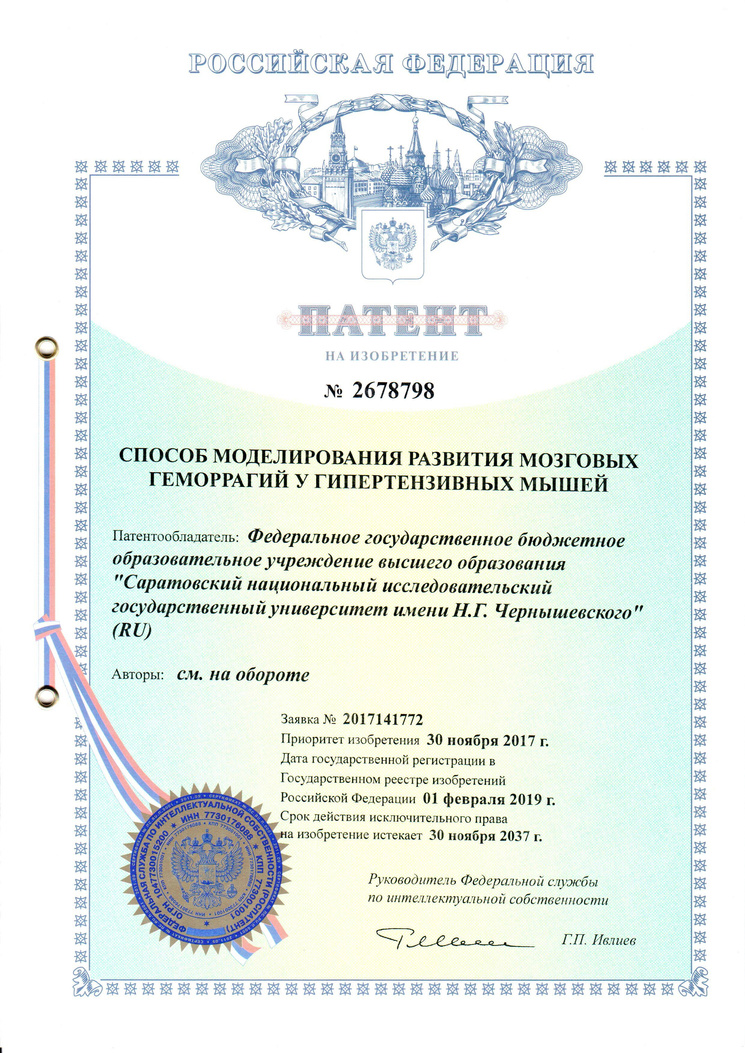 РОССИЙСКАЯ ФЕДЕРАЦИЯ
ПАТЕНТ
НА ИЗОБРЕТЕНИЕ
№ 2678798
СПОСОБ МОДЕЛИРОВАНИЯ РАЗВИТИЯ МОЗГОВЫХ
ГЕМОРРАГИЙ У ГИПЕРТЕНЗИВНЫХ МЫШЕЙ
Патентообладатель: Федеральное государственное бюджетное
образовательное учреждение высшего образования
"Саратовский национальный исследовательский
государственный университет имени Н.Г. Чернышевского"
(RU)
Авторы: см. на обороте
Заявка № 2017141772
Приоритет изобретения 30 ноября 2017 г.
Дата государственной регистрации в
Государственном реестре изобретений
Российской Федерации 01 февраля 2019 г.
Срок действия исключительного права
на изобретение истекает 30 ноября 2037 г.
Руководитель Федеральной службы
по интеллектуальной собственности
Г.П. Ивлиев
ФЕДЕРАЛЬНАЯ СЛУЖБА ПО ИНТЕЛЛЕКТУАЛЬНОЙ СОБСТВЕННОСТИ (РОСПАТЕНТ)
ОГРН 1047730015200 * ИНН 7730176088 * КПП 773001001